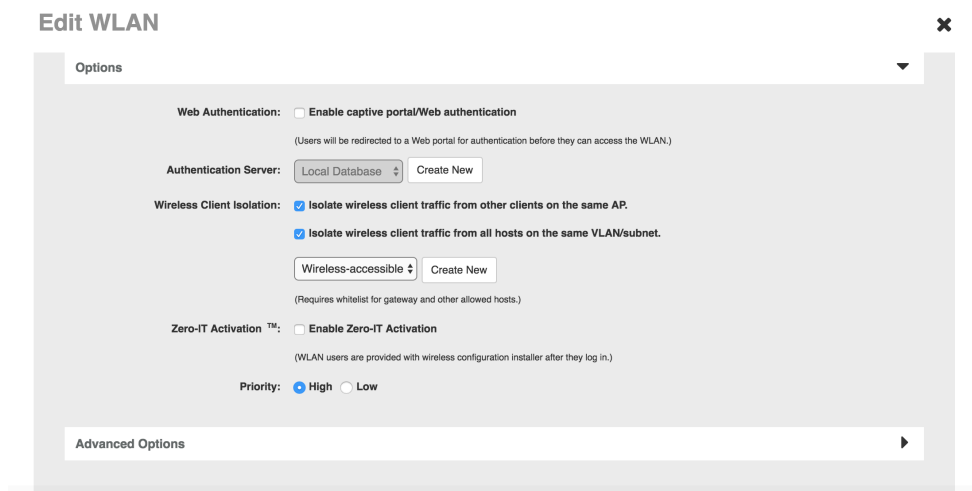 Edit WLAN
Options
Web Authentication: Enable captive portal/Web authentication
(Users will be redirected to a Web portal for authentication before they can access the WLAN.)
Authentication Server: Local Database Create New
Wireless Client Isolation: Isolate wireless client traffic from other clients on the same AP.
Isolate wireless client traffic from all hosts on the same VLAN/subnet.
Wireless-accessible Create New
(Requires whitelist for gateway and other allowed hosts.)
Zero-IT Activation TM: Enable Zero-IT Activation
(WLAN users are provided with wireless configuration installer after they log in.)
Priority: High Low
Advanced Options